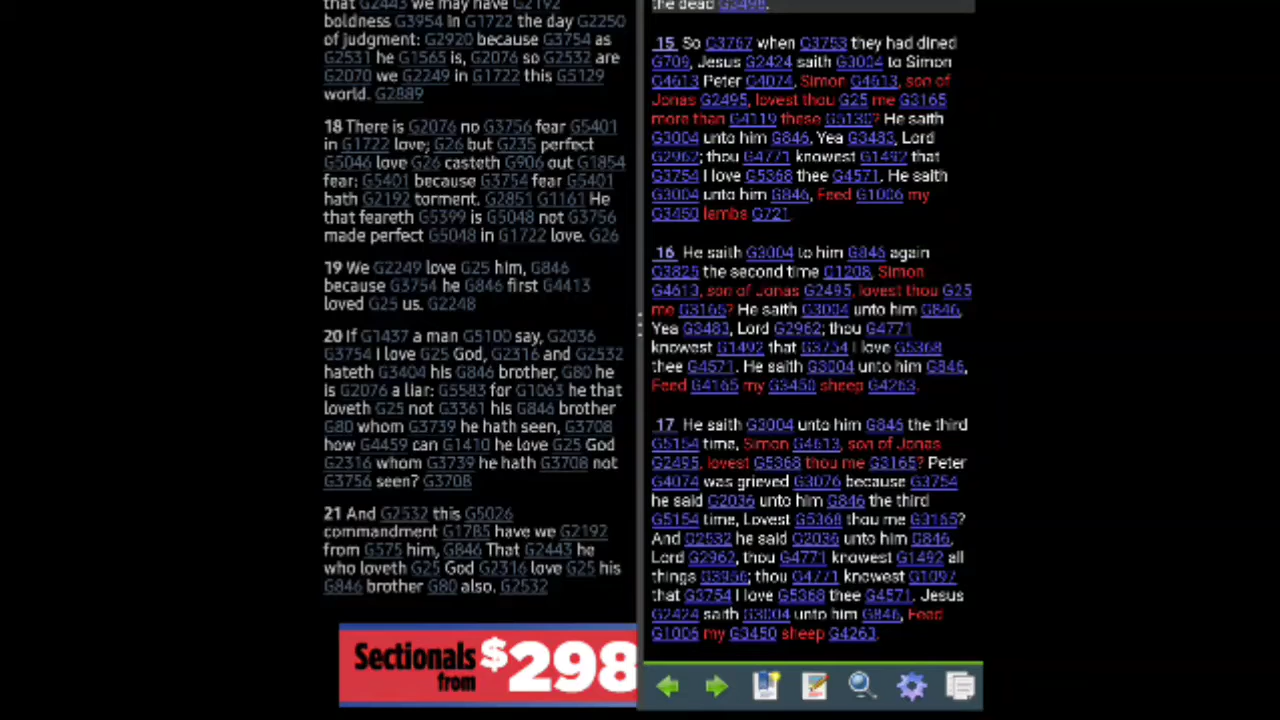 that G2443 we may have G2192
boldness G3954 in G1722 the day G2250
of judgment: G2920 because G3754 as
G2531 he G1565 is, G2076 so G2532 are
G2070 we G2249 in G1722 this G5129
world. G2889
18 There is G2076 no G3756 fear G5401
in G1722 love; G26 but G235 perfect
G5046 love G26 casteth G906 out G1854
fear: G5401 because G3754 fear G5401
hath G2192 torment. G2851 G1161 He
that feareth G5399 is G5048 not G3756
made perfect G5048 in G1722 love. G26
19 We G2249 love G25 him, G846
because G3754 he G846 first G4413
loved G25 us. G2248
20 If G1437 a man G5100 say, G2036
G3754 I love G25 God, G2316 and G2532
hateth G3404 his G846 brother, G80 he
is G2076 a liar: G5583 for G1063 he that
loveth G25 not G3361 his G846 brother
G80 whom G3739 he hath seen, G3708
how G4459 can G1410 he love G25 God
G2316 whom G3739 he hath G3708 not
G3756 seen? G3708
21 And G2532 this G5026
commandment G1785 have we G2192
from G575 him, G846 That G2443 he
who loveth G25 God G2316 love G25 his
G846 brother G80 also. G2532
Sectionals
from
$298
the dead G3498.
15 So G3767 when G3753 they had dined
G709, Jesus G2424 saith G3004 to Simon
G4613 Peter G4074, Simon G4613, son of
Jonas G2495, lovest thou G25 me G3165
more than G4119 these G5130? He saith
G3004 unto him G846, Yea G3483, Lord
G2962; thou G4771 knowest G1492 that
G3754 I love G5368 thee G4571. He saith
G3004 unto him G846, Feed G1006 my
G3450 lambs G721.
16 He saith G3004 to him G846 again
G3825 the second time G1208, Simon
G4613, son of Jonas G2495, lovest thou G25
me G3165? He saith G3004 unto him G846,
Yea G3483, Lord G2962; thou G4771
knowest G1492 that G3754 I love G5368
thee G4571. He saith G3004 unto him G846,
Feed G4165 my G3450 sheep G4263.
17 He saith G3004 unto him G846 the third
G5154 time, Simon G4613, son of Jonas
G2495, lovest G5368 thou me G3165? Peter
G4074 was grieved G3076 because G3754
he said G2036 unto him G846 the third
G5154 time, Lovest G5368 thou me G3165?
And G2532 he said G2036 unto him G846,
Lord G2962, thou G4771 knowest G1492 all
things G3956; thou G4771 knowest G1097
that G3754 I love G5368 thee G4571. Jesus
G2424 saith G3004 unto him G846, Feed
G1006 my G3450 sheep G4263.